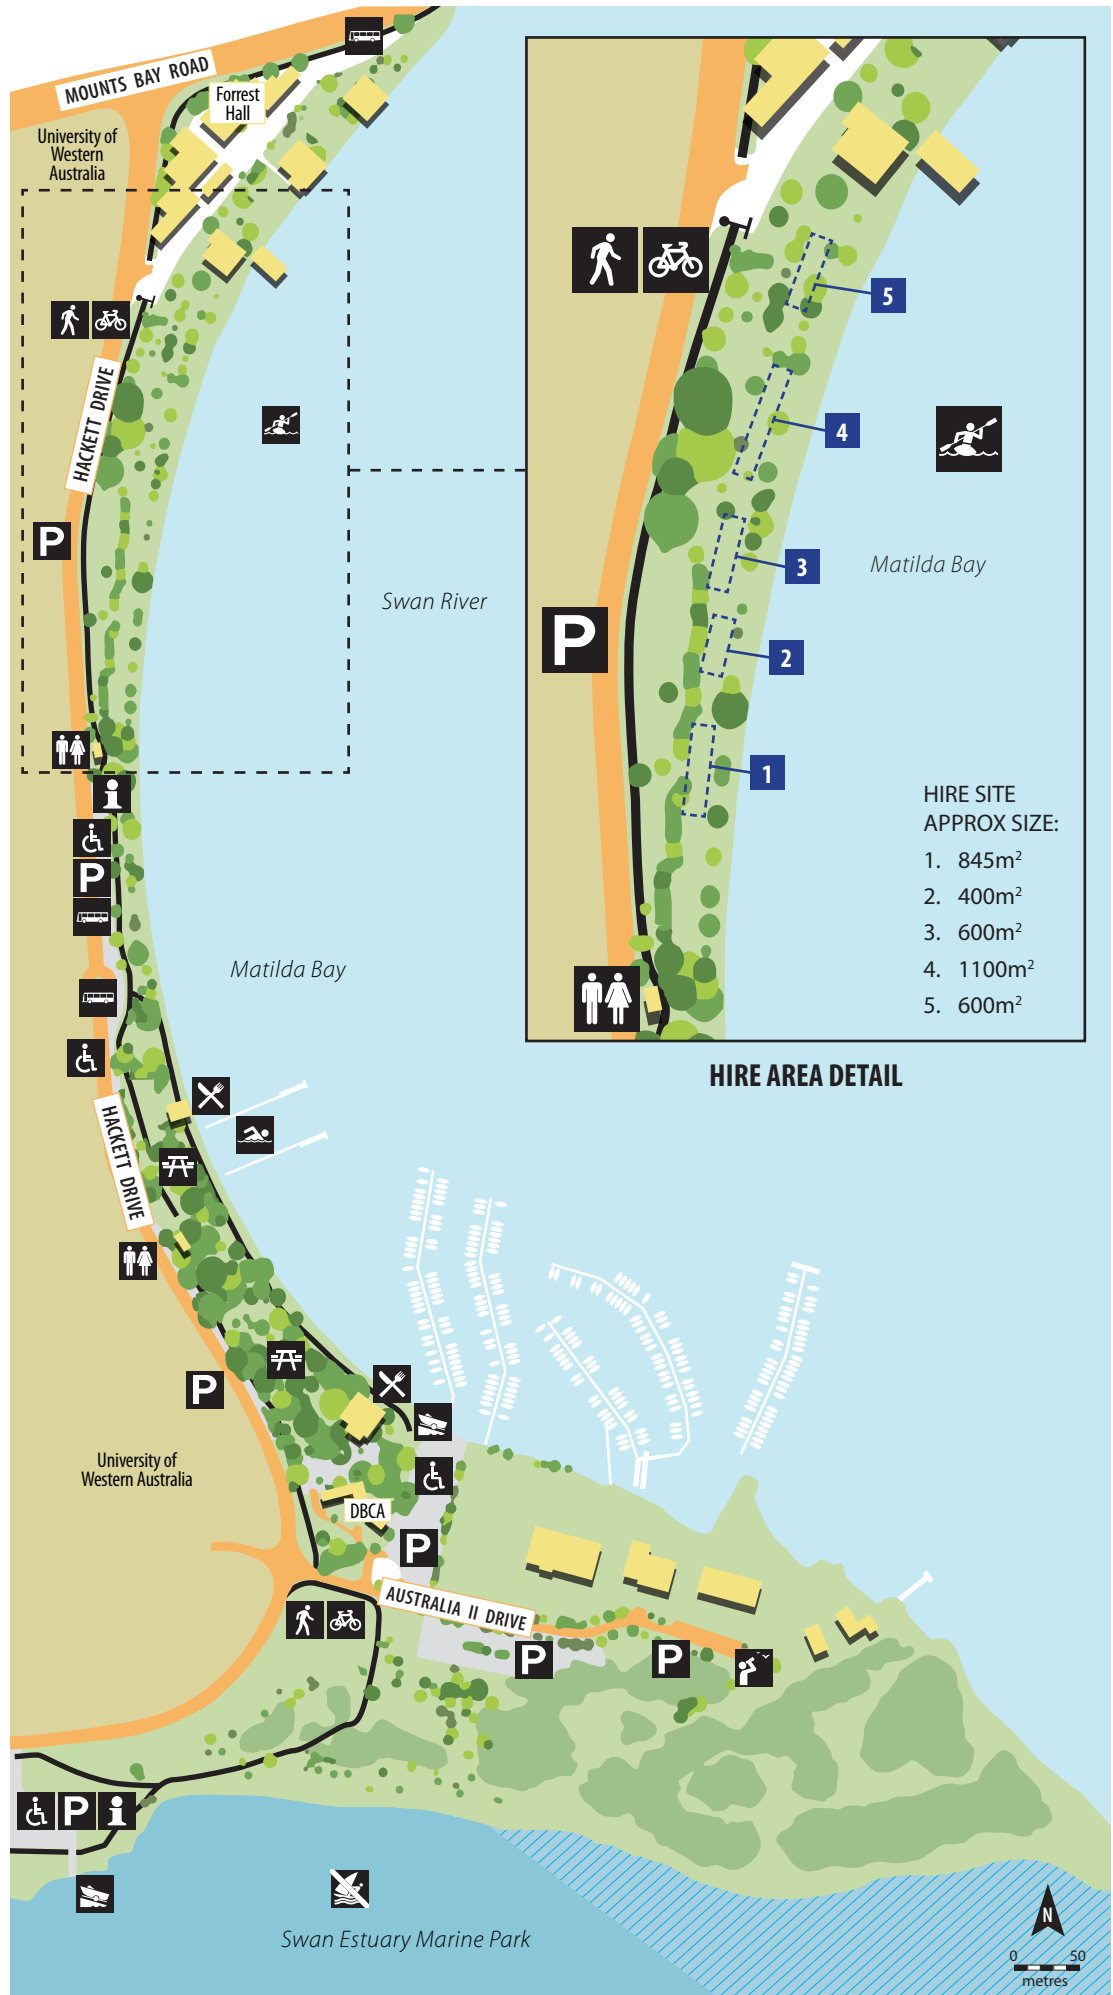 MOUNTS BAY ROAD
Forrest
Hall
University of
Western
Australia
HACKETT DRIVE
P
Swan River
5
4
3
Matilda Bay
P
2
1
HIRE SITE
APPROX SIZE:
1. 845m²
2. 400m²
3. 600m²
4. 1100m²
5. 600m²
HIRE AREA DETAIL
i
P
Matilda Bay
HACKETT DRIVE
P
University of
Western Australia
DBCA
P
AUSTRALIA II DRIVE
P
P
P
i
Swan Estuary Marine Park
N
0 50
metres